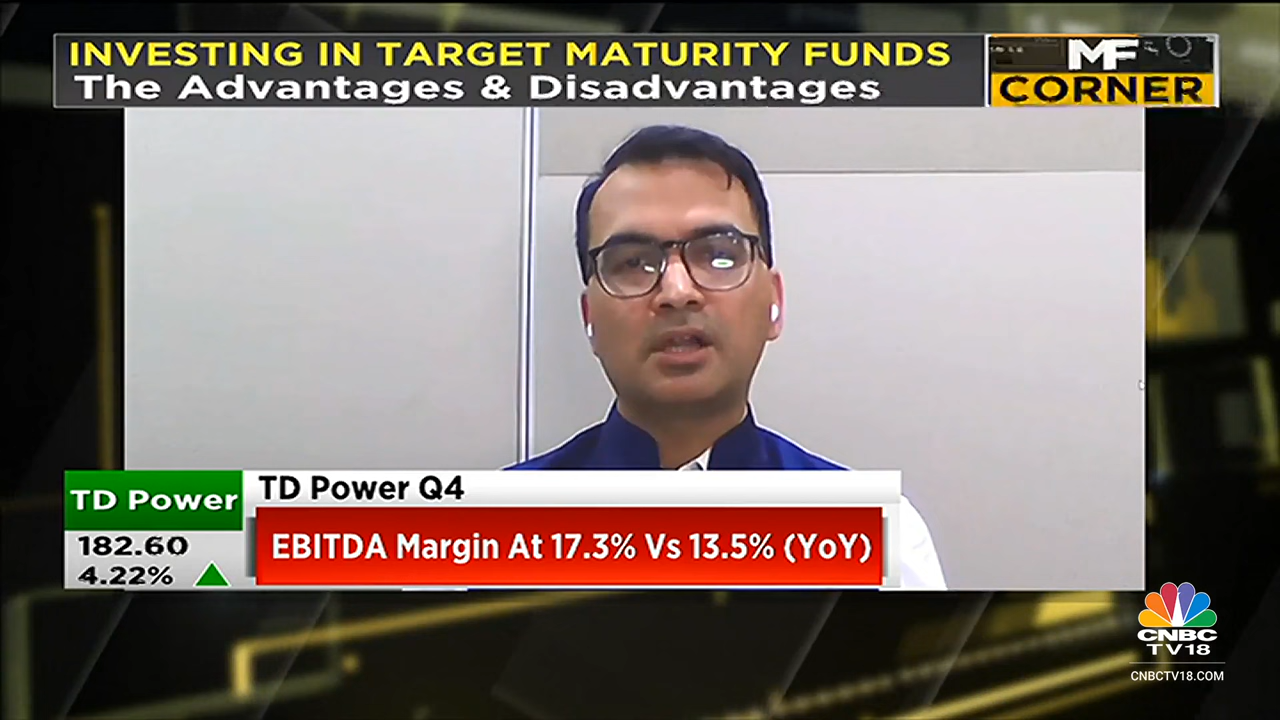 INVESTING IN TARGET MATURITY FUNDS
The Advantages & Disadvantages
MF
CORNER
TD Power
182.60
4.22%
TD Power Q4
EBITDA Margin At 17.3% Vs 13.5% (YoY)
CNBC
TV18
CNBCTV18.COM